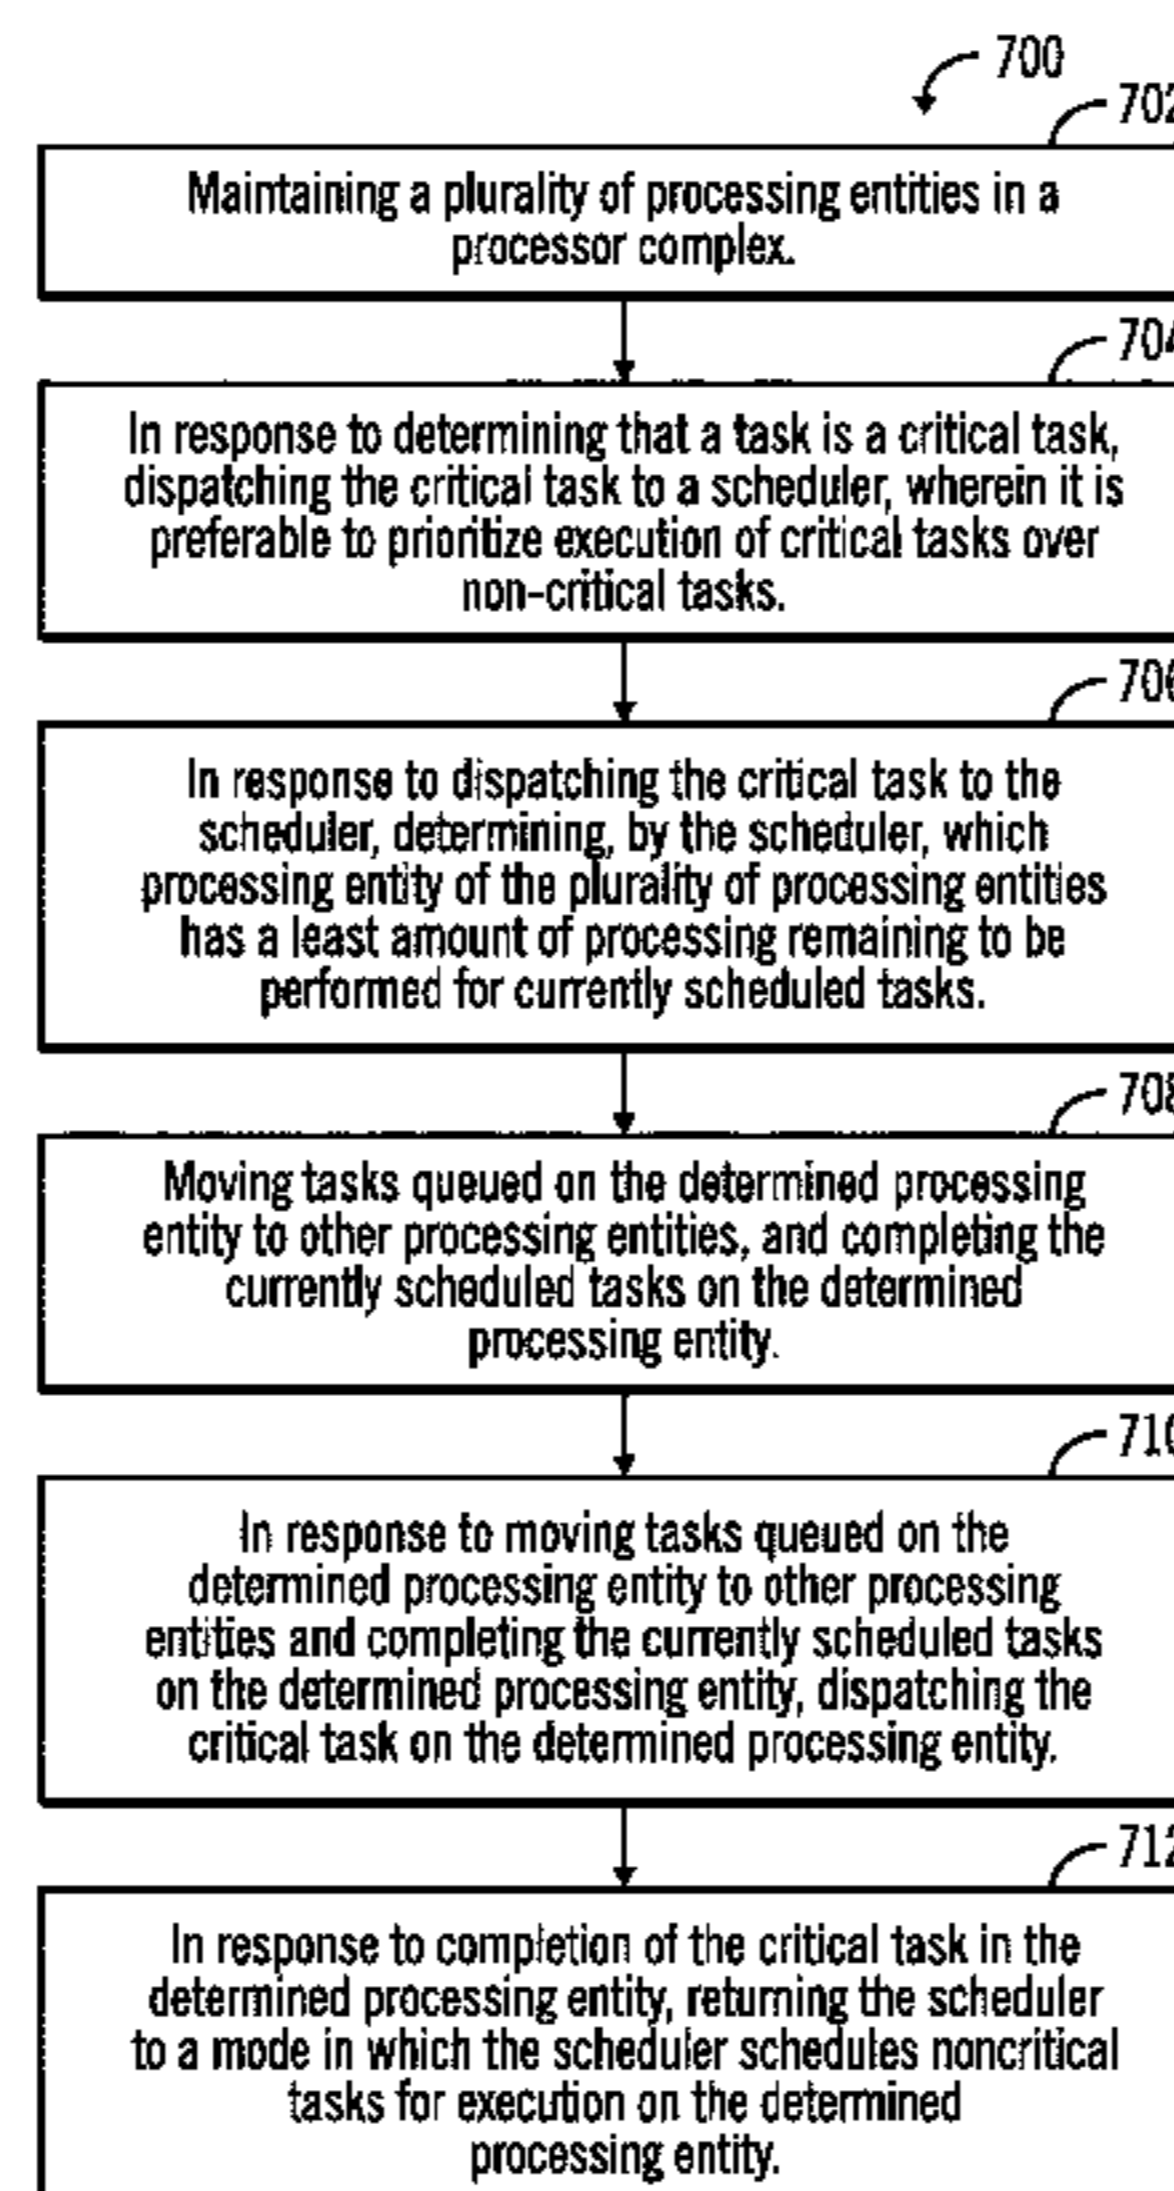 700
702
Maintaining a plurality of processing entities in a
processor complex.
704
In response to determining that a task is a critical task,
dispatching the critical task to a scheduler, wherein it is
preferable to prioritize execution of critical tasks over
non-critical tasks.
706
In response to dispatching the critical task to the
scheduler, determining, by the scheduler, which
processing entity of the plurality of processing entities
has a least amount of processing remaining to be
performed for currently scheduled tasks.
708
Moving tasks queued on the determined processing
entity to other processing entities, and completing the
currently scheduled tasks on the determined
processing entity.
710
In response to moving tasks queued on the
determined processing entity to other processing
entities and completing the currently scheduled tasks
on the determined processing entity, dispatching the
critical task on the determined processing entity.
712
In response to completion of the critical task in the
determined processing entity, returning the scheduler
to a mode in which the scheduler schedules noncritical
tasks for execution on the determined
processing entity.